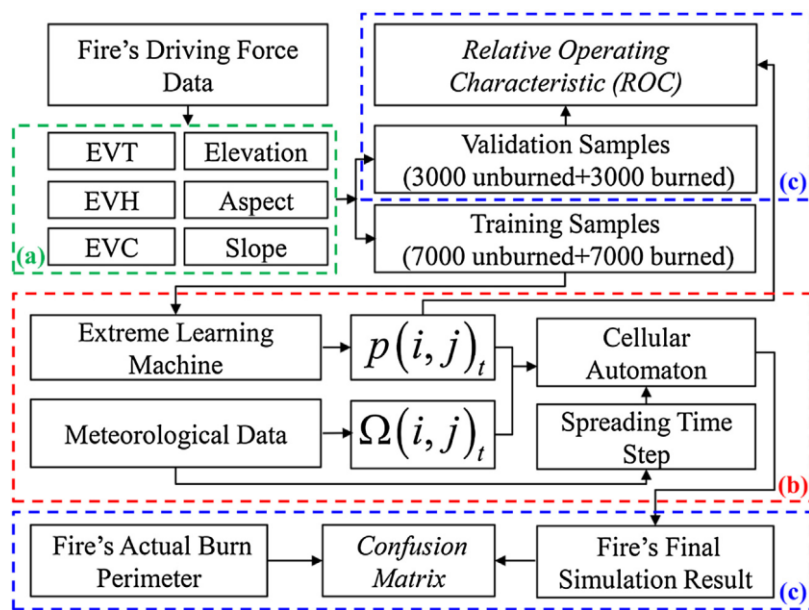 Fire's Driving Force
Data
Relative Operating
Characteristic (ROC)
EVT
Elevation
EVH
Aspect
EVC
Slope
(a)
Validation Samples
(3000 unburned+3000 burned)
(c)
Training Samples
(7000 unburned+7000 burned)
Extreme Learning
Machine
p(i, j)t
Cellular
Automaton
Meteorological Data
Ω(i, j)t
Spreading Time
Step
(b)
Fire's Actual Burn
Perimeter
Confusion
Matrix
Fire's Final
Simulation Result
(c)